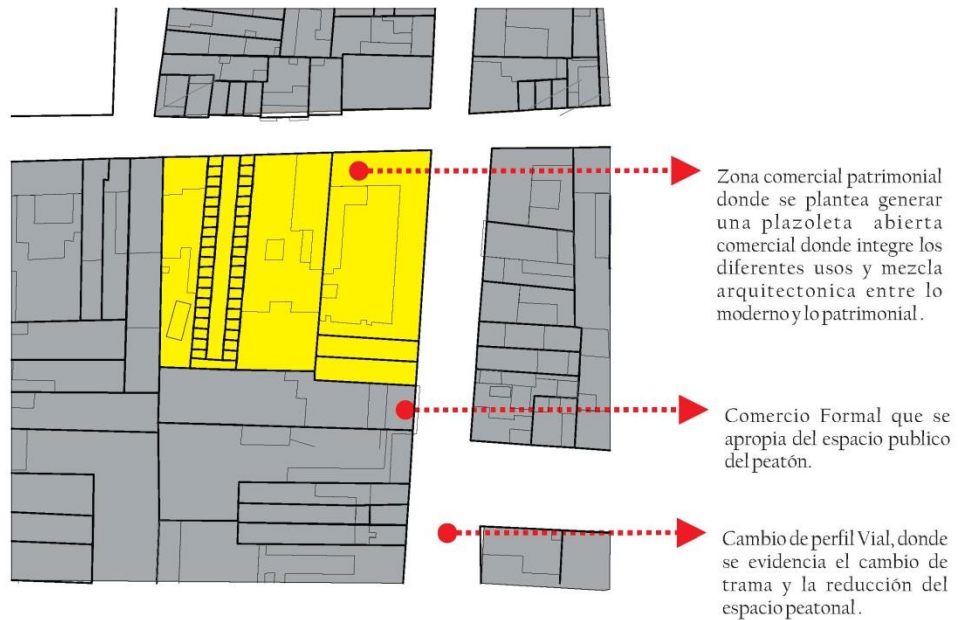 Zona comercial patrimonial
donde se plantea generar
una plazoleta abierta
comercial donde integre los
diferentes usos y mezcla
arquitectonica entre lo
moderno y lo patrimonial.
Comercio Formal que se
apropia del espacio publico
del peatón.
Cambio de perfil Vial, donde
se evidencia el cambio de
trama y la reducción del
espacio peatonal.